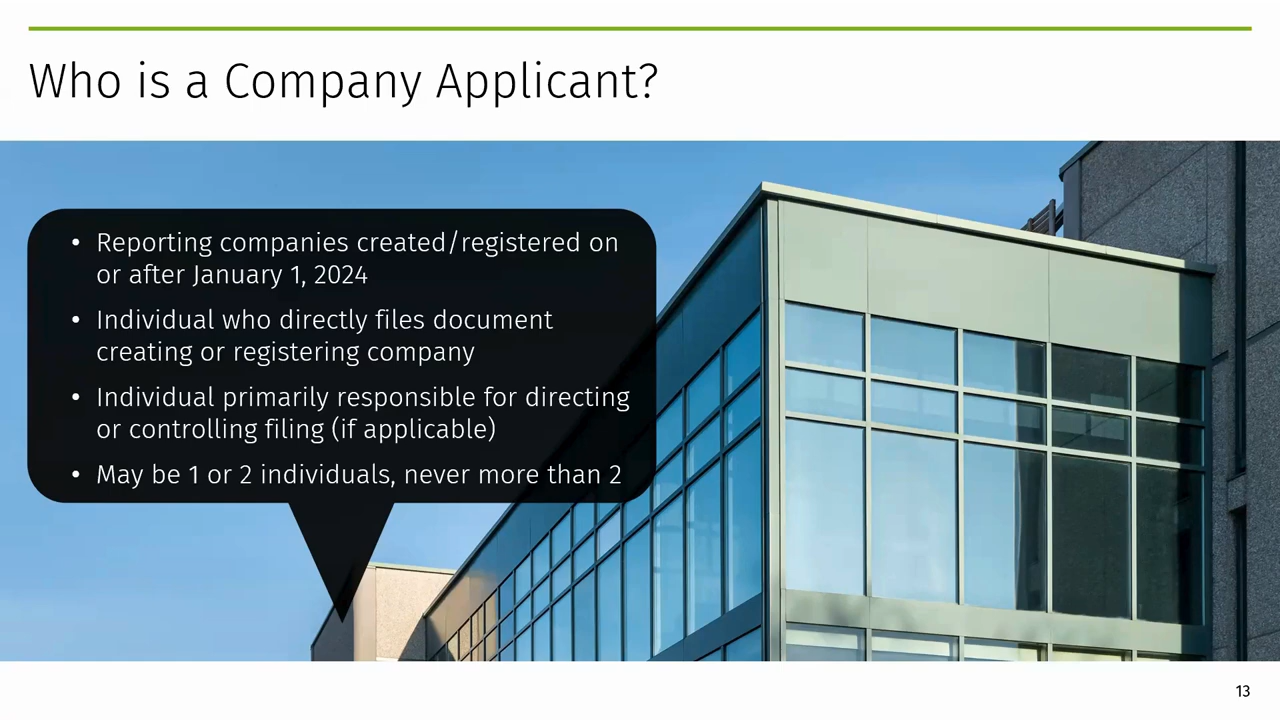 Who is a Company Applicant?
• Reporting companies created/registered on
or after January 1, 2024
• Individual who directly files document
creating or registering company
• Individual primarily responsible for directing
or controlling filing (if applicable)
• May be 1 or 2 individuals, never more than 2
13